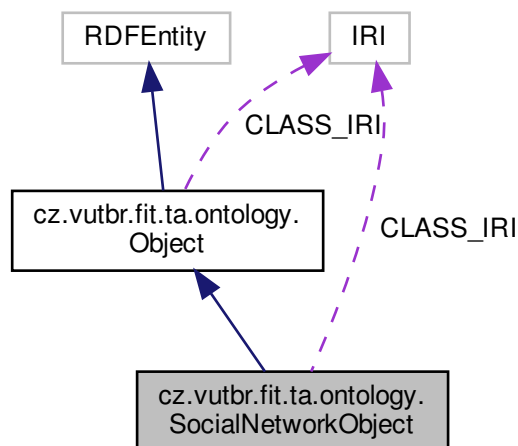 RDFEntity
IRI
CLASS_IRI
cz.vutbr.fit.ta.ontology.
Object
CLASS_IRI
cz.vutbr.fit.ta.ontology.
SocialNetworkObject